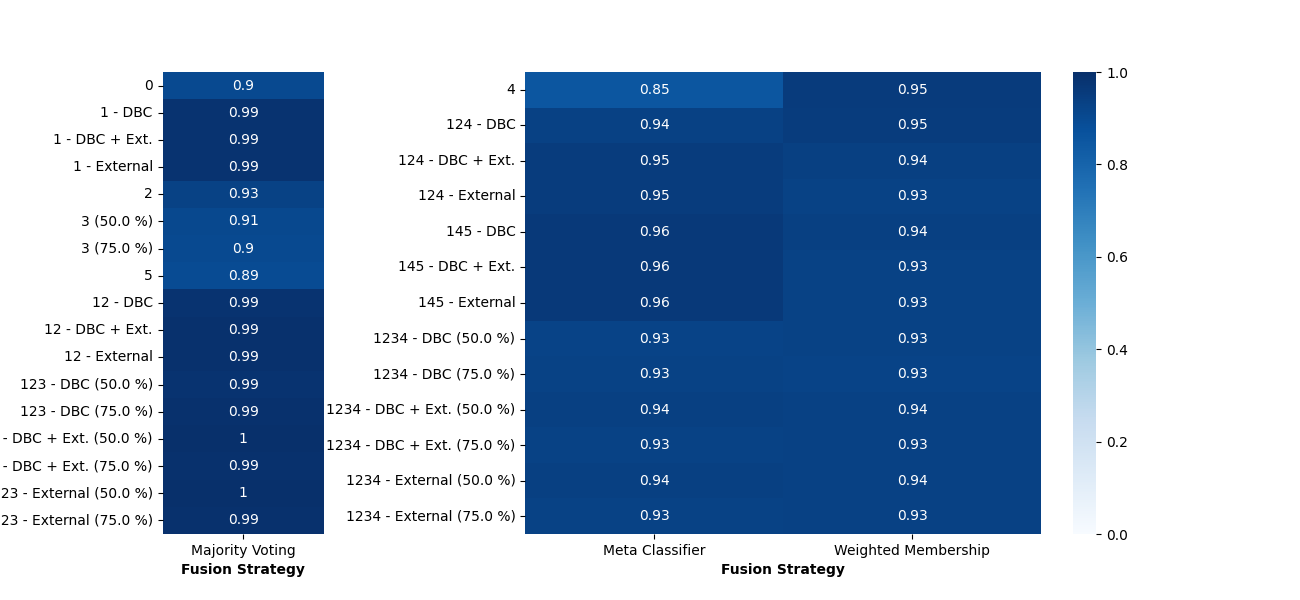 0 0.9
1 - DBC 0.99
1 - DBC + Ext. 0.99
1 - External 0.99
2 0.93
3 (50.0 %) 0.91
3 (75.0 %) 0.9
5 0.89
12 - DBC 0.99
12 - DBC + Ext. 0.99
12 - External 0.99
123 - DBC (50.0 %) 0.99
123 - DBC (75.0 %) 0.99
- DBC + Ext. (50.0 %) 1
- DBC + Ext. (75.0 %) 0.99
23 - External (50.0 %) 1
23 - External (75.0 %) 0.99
Majority Voting
Fusion Strategy
4 0.85 0.95
124 - DBC 0.94 0.95
124 - DBC + Ext. 0.95 0.94
124 - External 0.95 0.93
145 - DBC 0.96 0.94
145 - DBC + Ext. 0.96 0.93
145 - External 0.96 0.93
1234 - DBC (50.0 %) 0.93 0.93
1234 - DBC (75.0 %) 0.93 0.93
1234 - DBC + Ext. (50.0 %) 0.94 0.94
1234 - DBC + Ext. (75.0 %) 0.93 0.93
1234 - External (50.0 %) 0.94 0.94
1234 - External (75.0 %) 0.93 0.93
Meta Classifier Weighted Membership
Fusion Strategy
1.0
0.8
0.6
0.4
0.2
0.0